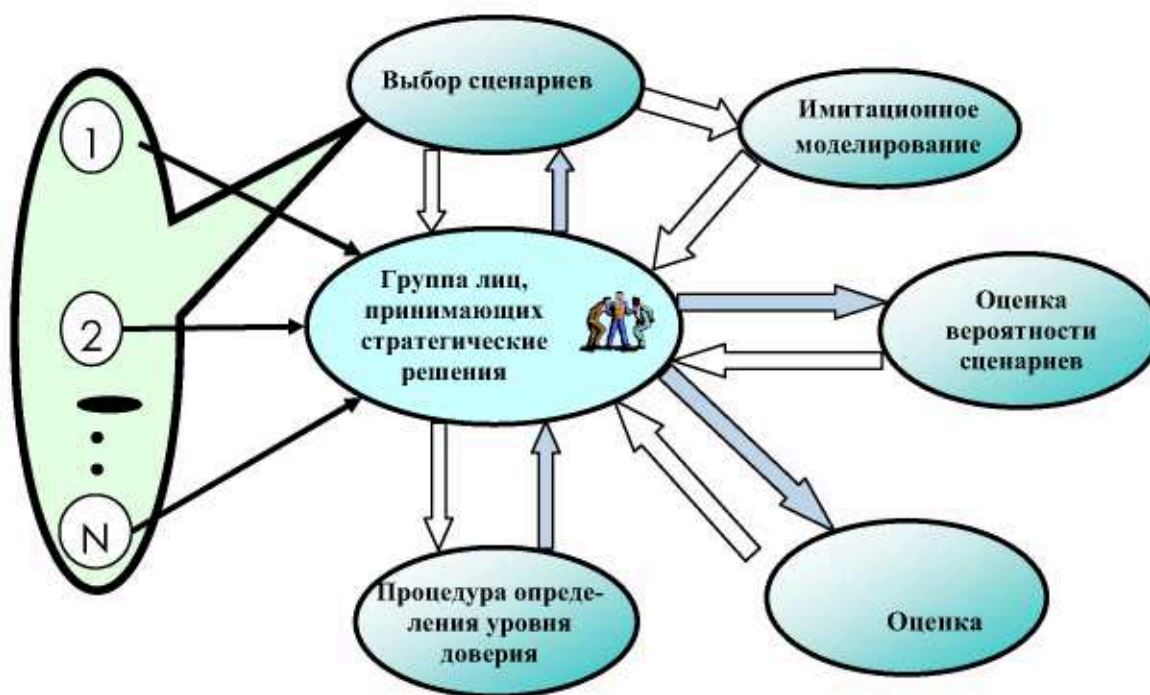 1
2
N
Выбор сценариев
Имитационное
моделирование
Группа лиц,
принимающих
стратегические
решения
Оценка
вероятности
сценариев
Процедура опреде-
ления уровня
доверия
Оценка